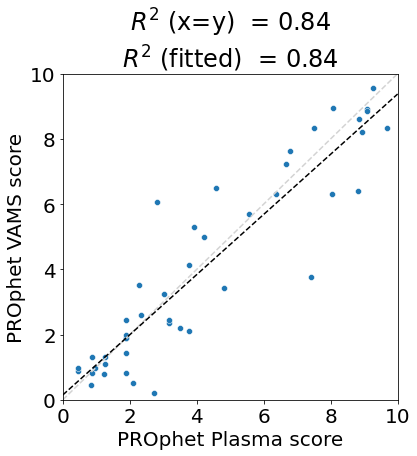 R² (x=y) = 0.84
R² (fitted) = 0.84
10
8
6
4
2
0
PROphet VAMS score
0 2 4 6 8 10
PROphet Plasma score